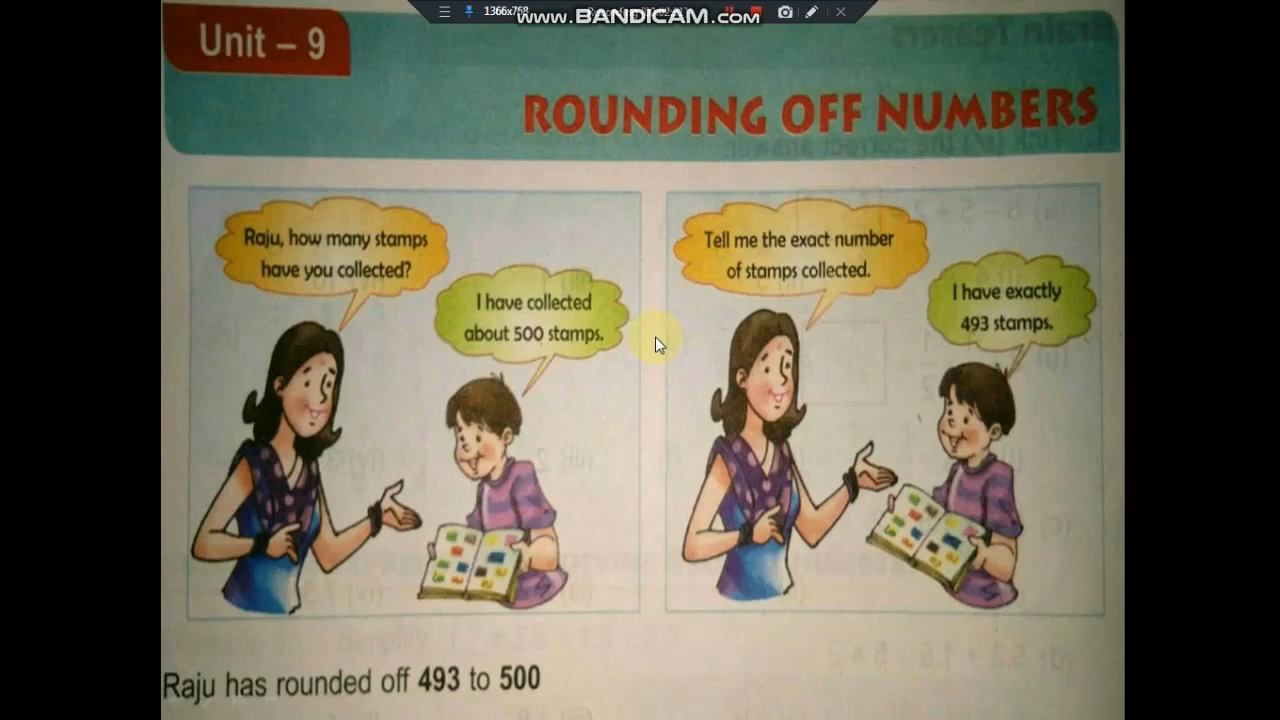 1366x768
www.BANDICAM.com
Unit – 9
ROUNDING OFF NUMBERS
Raju, how many stamps
have you collected?
I have collected
about 500 stamps.
Tell me the exact number
of stamps collected.
I have exactly
493 stamps.
Raju has rounded off 493 to 500